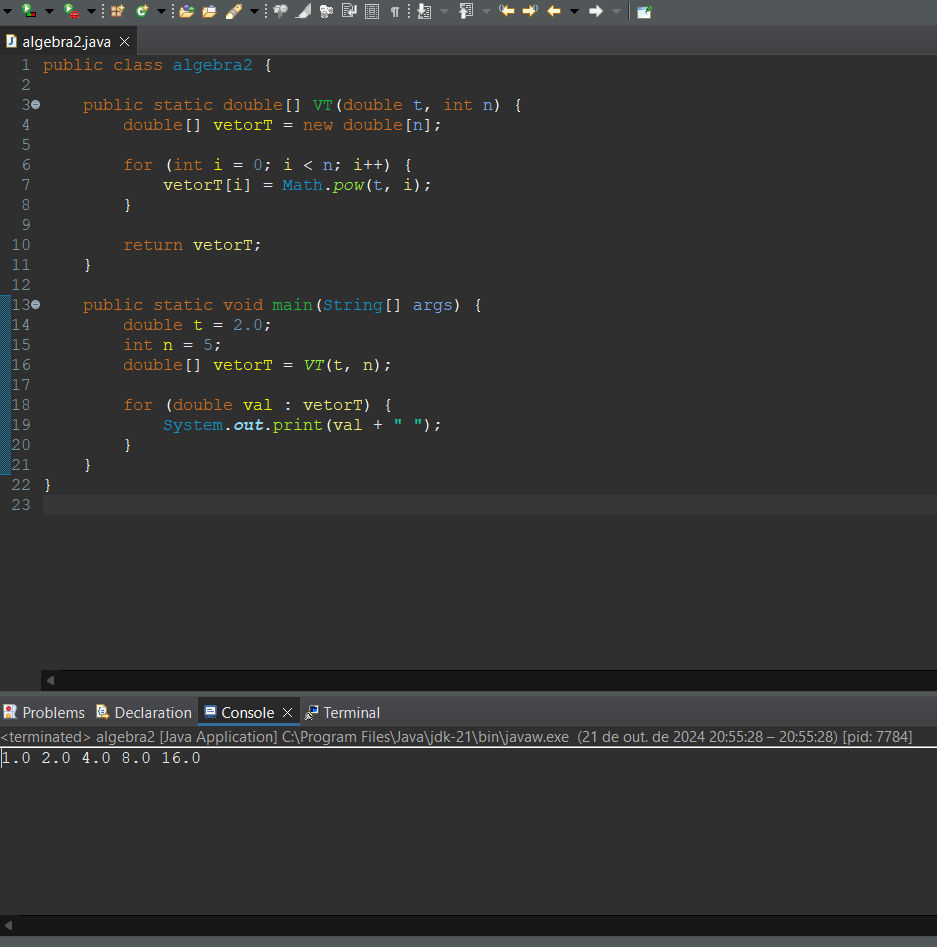 algebra2.java
1 public class algebra2 {
2
3 public static double[] VT(double t, int n) {
4 double[] vetorT = new double[n];
5
6 for (int i = 0; i < n; i++) {
7 vetorT[i] = Math.pow(t, i);
8 }
9
10 return vetorT;
11 }
12
13 public static void main(String[] args) {
14 double t = 2.0;
15 int n = 5;
16 double[] vetorT = VT(t, n);
17
18 for (double val : vetorT) {
19 System.out.print(val + " ");
20 }
21 }
22 }
23
Problems Declaration Console Terminal
<terminated> algebra2 [Java Application] C:\Program Files\Java\jdk-21\bin\javaw.exe (21 de out. de 2024 20:55:28 – 20:55:28) [pid: 7784]
1.0 2.0 4.0 8.0 16.0